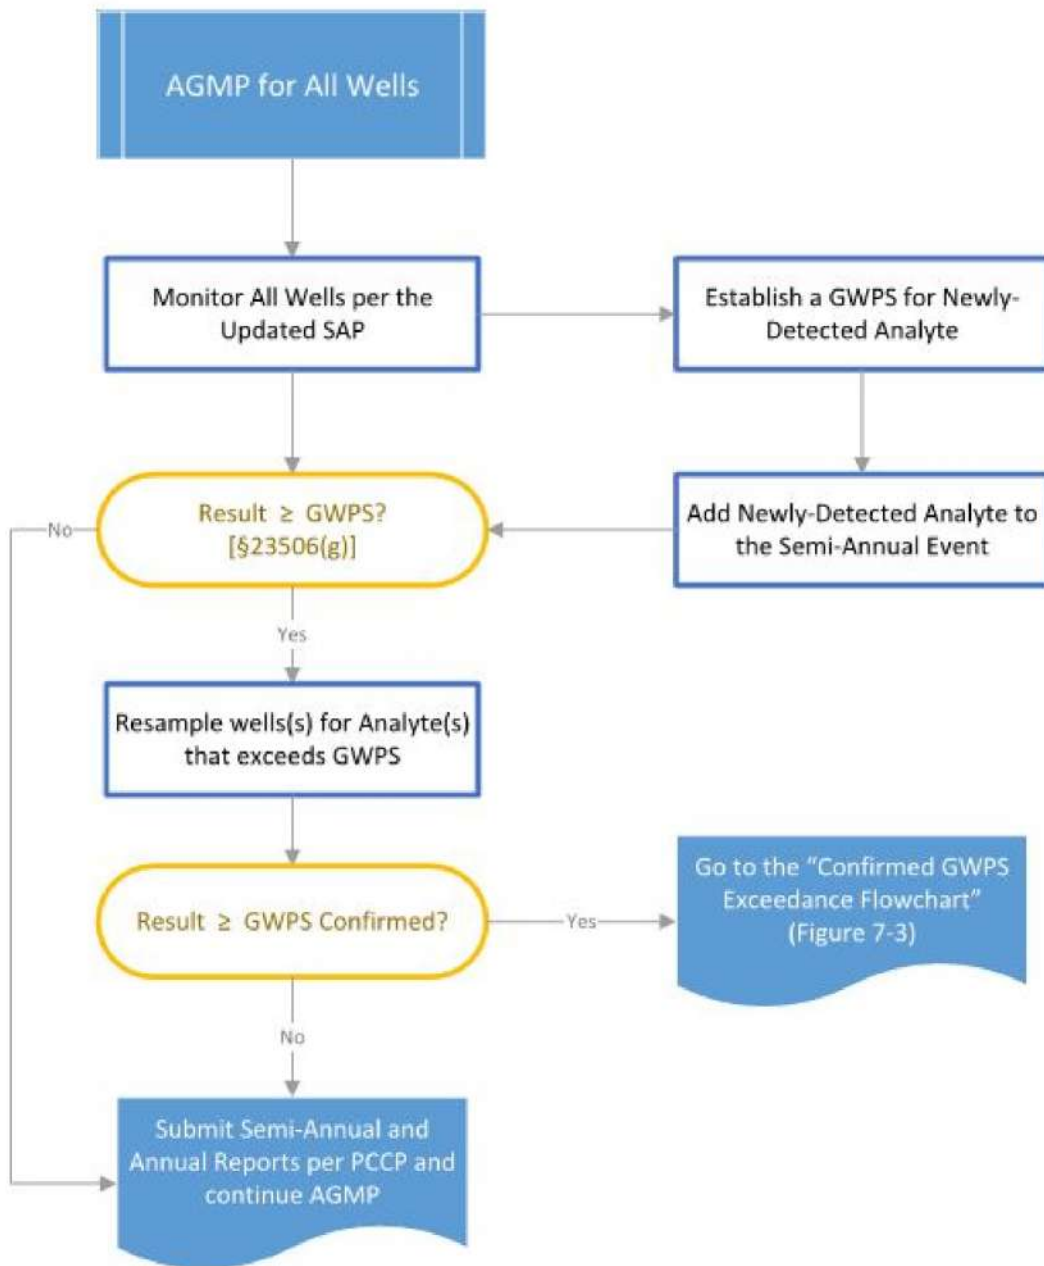 AGMP for All Wells
Monitor All Wells per the
Updated SAP
Establish a GWPS for Newly-
Detected Analyte
Result ≥ GWPS?
[§23506(g)]
Add Newly-Detected Analyte to
the Semi-Annual Event
No
Yes
Resample wells(s) for Analyte(s)
that exceeds GWPS
Result ≥ GWPS Confirmed?
Yes
Go to the "Confirmed GWPS
Exceedance Flowchart"
(Figure 7-3)
No
Submit Semi-Annual and
Annual Reports per PCCP and
continue AGMP